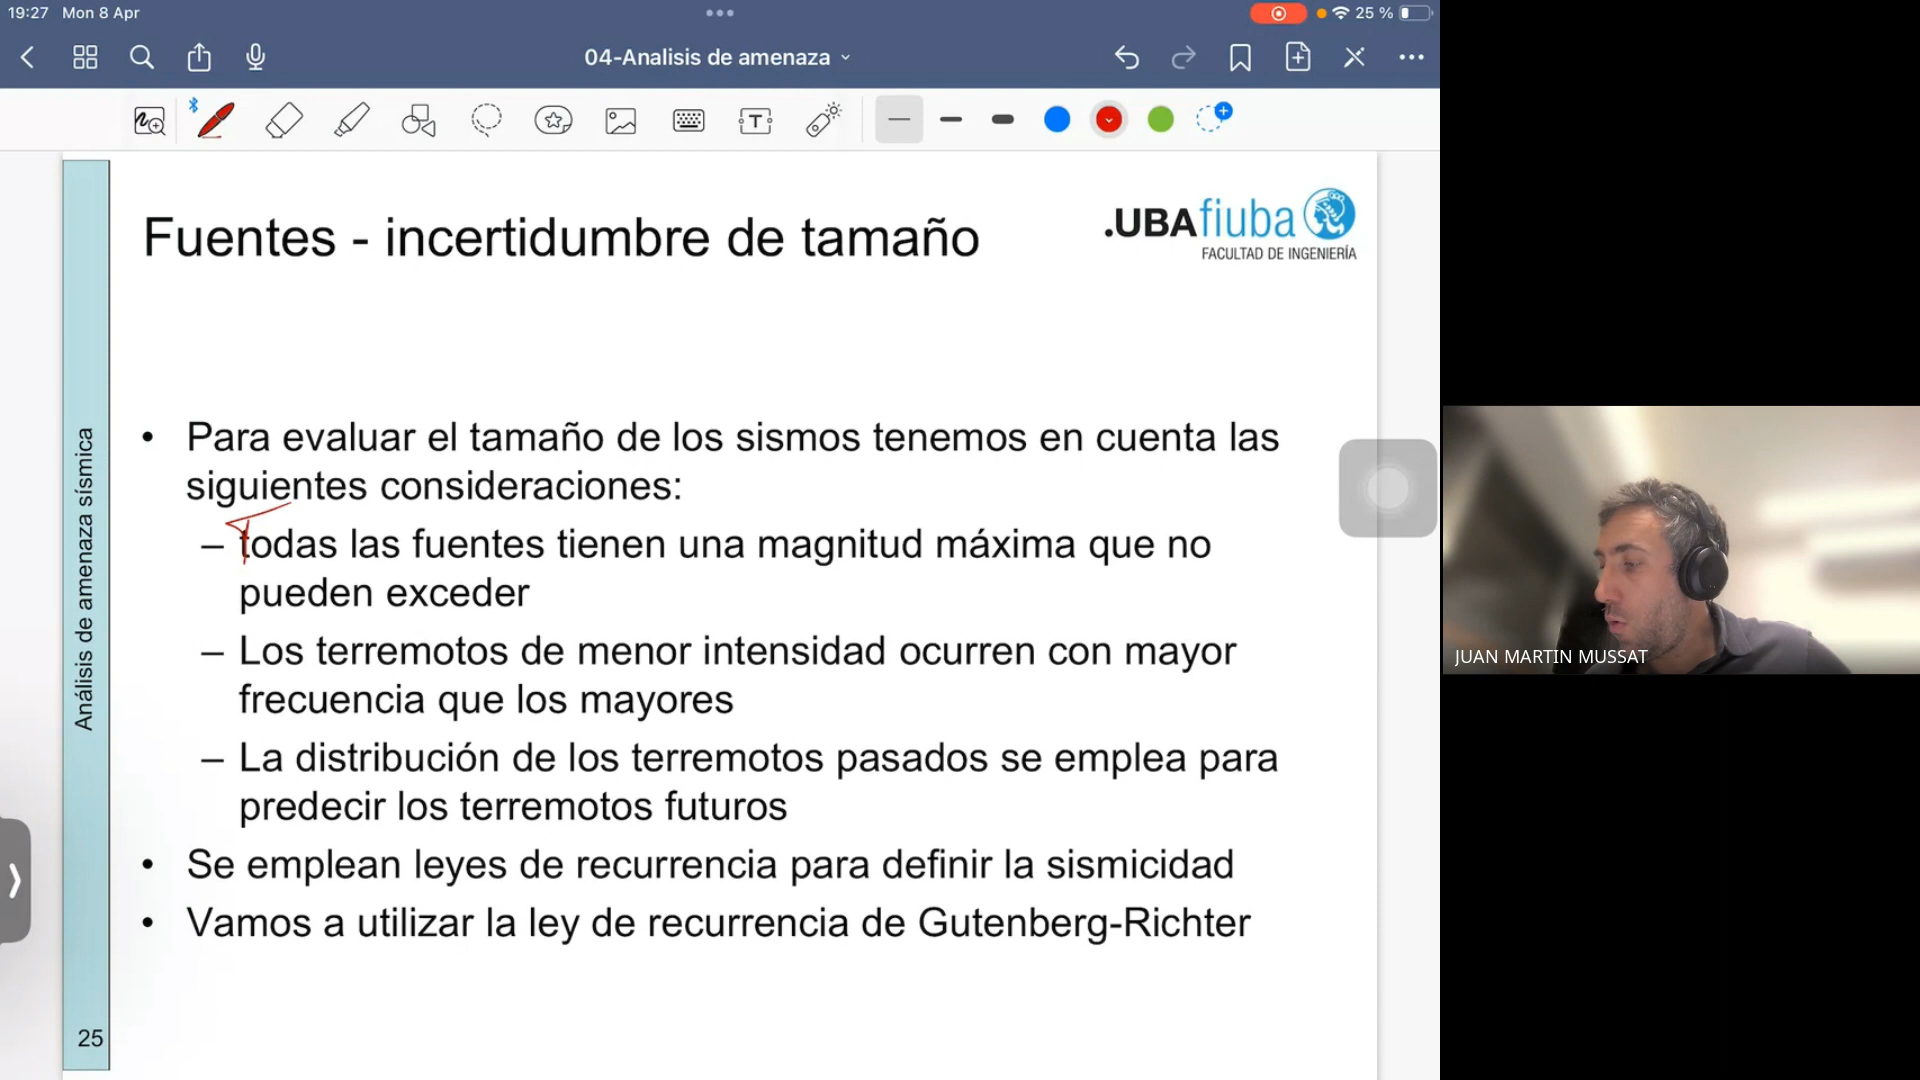 19:27 Mon 8 Apr
25 %
04-Analisis de amenaza
T
Fuentes - incertidumbre de tamaño
.UBAfiuba
FACULTAD DE INGENIERÍA
• Para evaluar el tamaño de los sismos tenemos en cuenta las
siguientes consideraciones:
– todas las fuentes tienen una magnitud máxima que no
pueden exceder
– Los terremotos de menor intensidad ocurren con mayor
frecuencia que los mayores
– La distribución de los terremotos pasados se emplea para
predecir los terremotos futuros
• Se emplean leyes de recurrencia para definir la sismicidad
• Vamos a utilizar la ley de recurrencia de Gutenberg-Richter
Análisis de amenaza sísmica
25
JUAN MARTIN MUSSAT